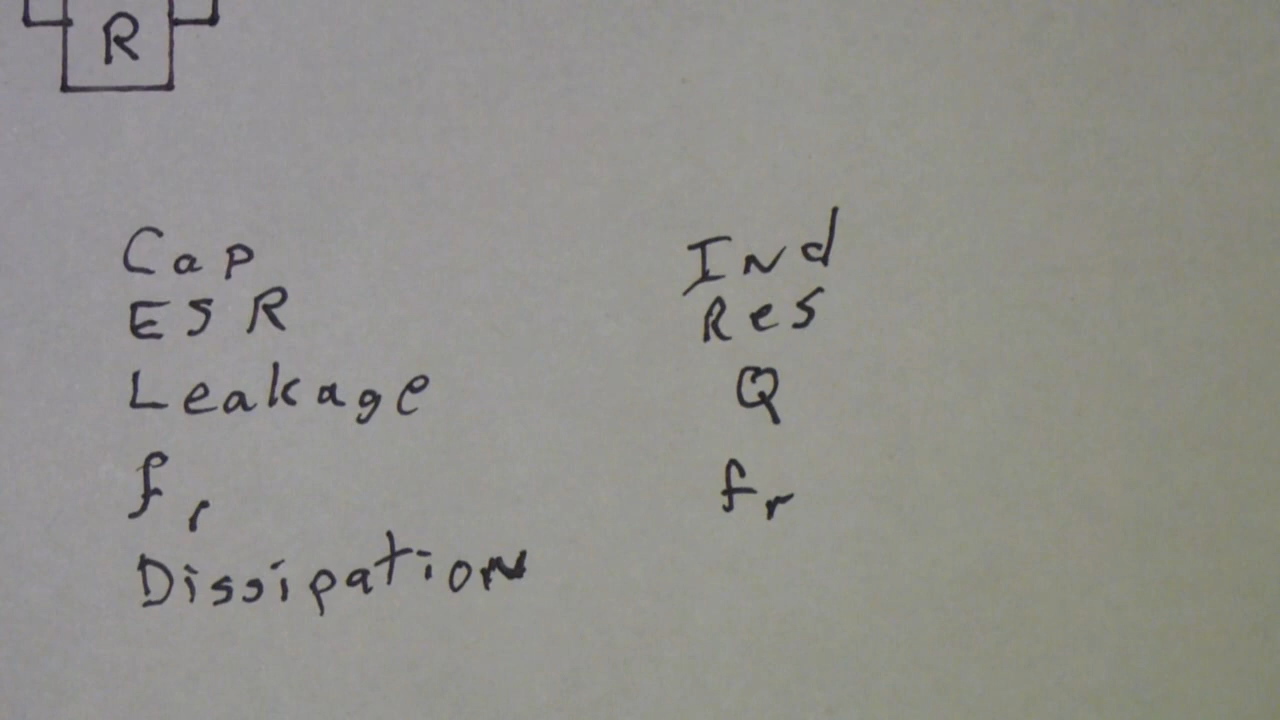 R
Cap
ESR
Leakage
fr
Dissipation
Ind
Res
Q
fr